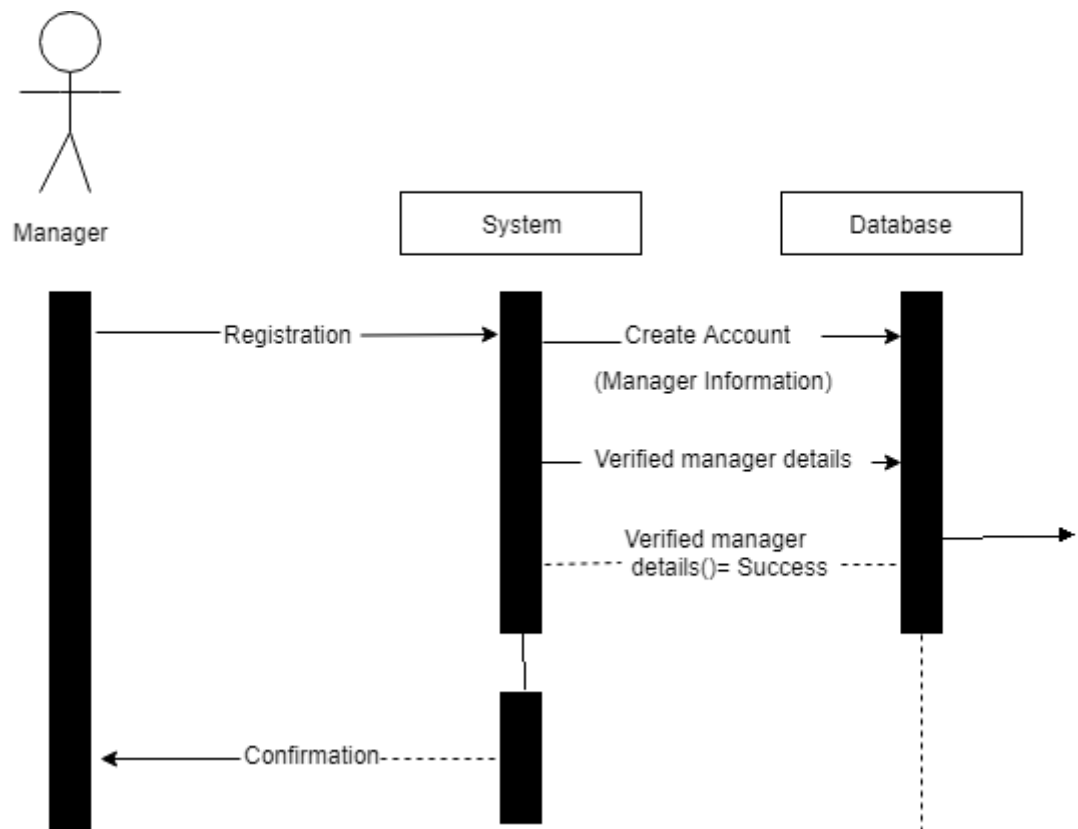 Manager
System
Database
Registration
Create Account
(Manager Information)
Verified manager details
Verified manager
details()= Success
Confirmation